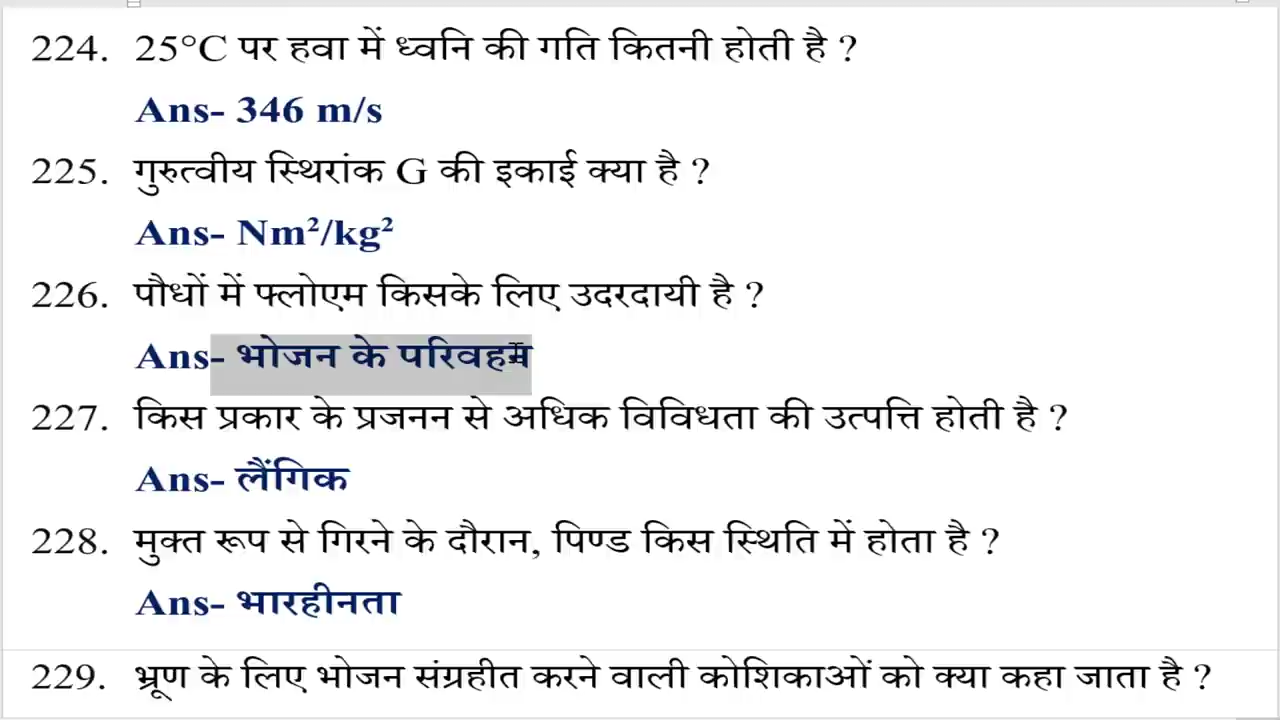 224. 25°C पर हवा में ध्वनि की गति कितनी होती है ?
Ans- 346 m/s
225. गुरुत्वीय स्थिरांक G की इकाई क्या है ?
Ans- Nm²/kg²
226. पौधों में फ्लोएम किसके लिए उदरदायी है ?
Ans- भोजन के परिवहन
227. किस प्रकार के प्रजनन से अधिक विविधता की उत्पत्ति होती है ?
Ans- लैंगिक
228. मुक्त रूप से गिरने के दौरान, पिण्ड किस स्थिति में होता है ?
Ans- भारहीनता
229. भ्रूण के लिए भोजन संग्रहीत करने वाली कोशिकाओं को क्या कहा जाता है ?